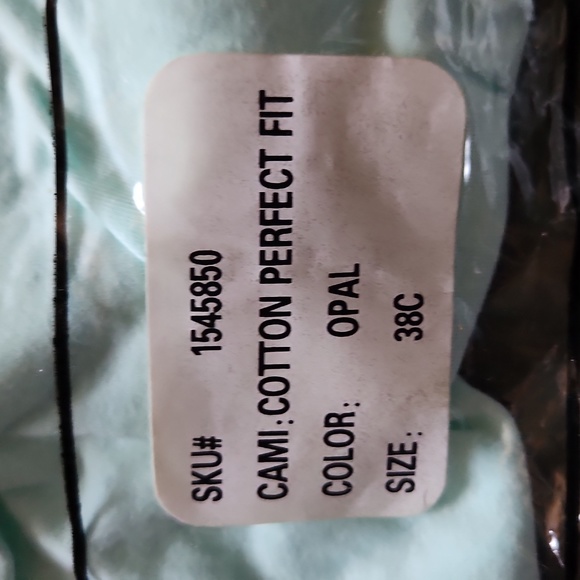 SKU# 1545850
CAMI: COTTON PERFECT FIT
COLOR: OPAL
SIZE: 38C